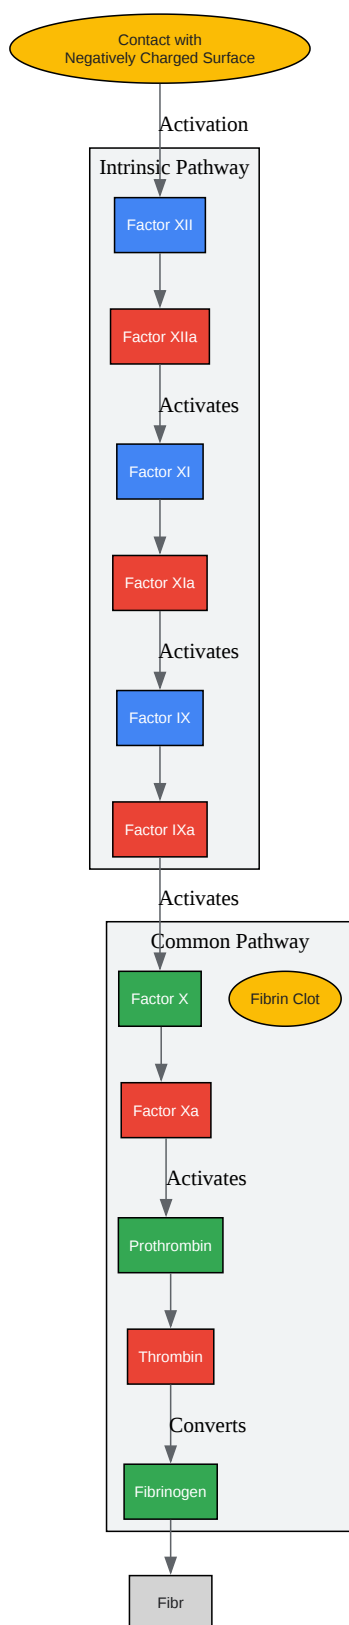 Contact with
Negatively Charged Surface
Activation
Intrinsic Pathway
Factor XII
Factor XIIa
Activates
Factor XI
Factor XIa
Activates
Factor IX
Factor IXa
Activates
Common Pathway
Factor X
Fibrin Clot
Factor Xa
Activates
Prothrombin
Thrombin
Converts
Fibrinogen
Fibr